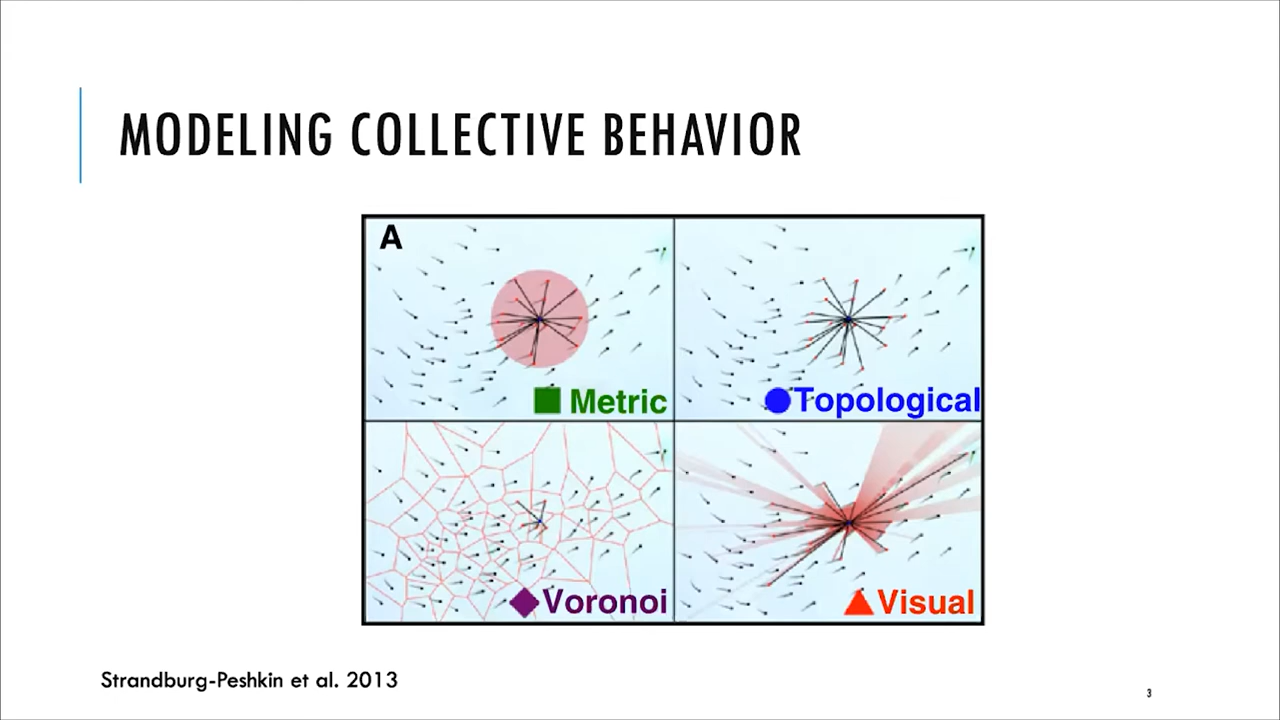 MODELING COLLECTIVE BEHAVIOR
A
Metric
Topological
Voronoi
Visual
Strandburg-Peshkin et al. 2013
3